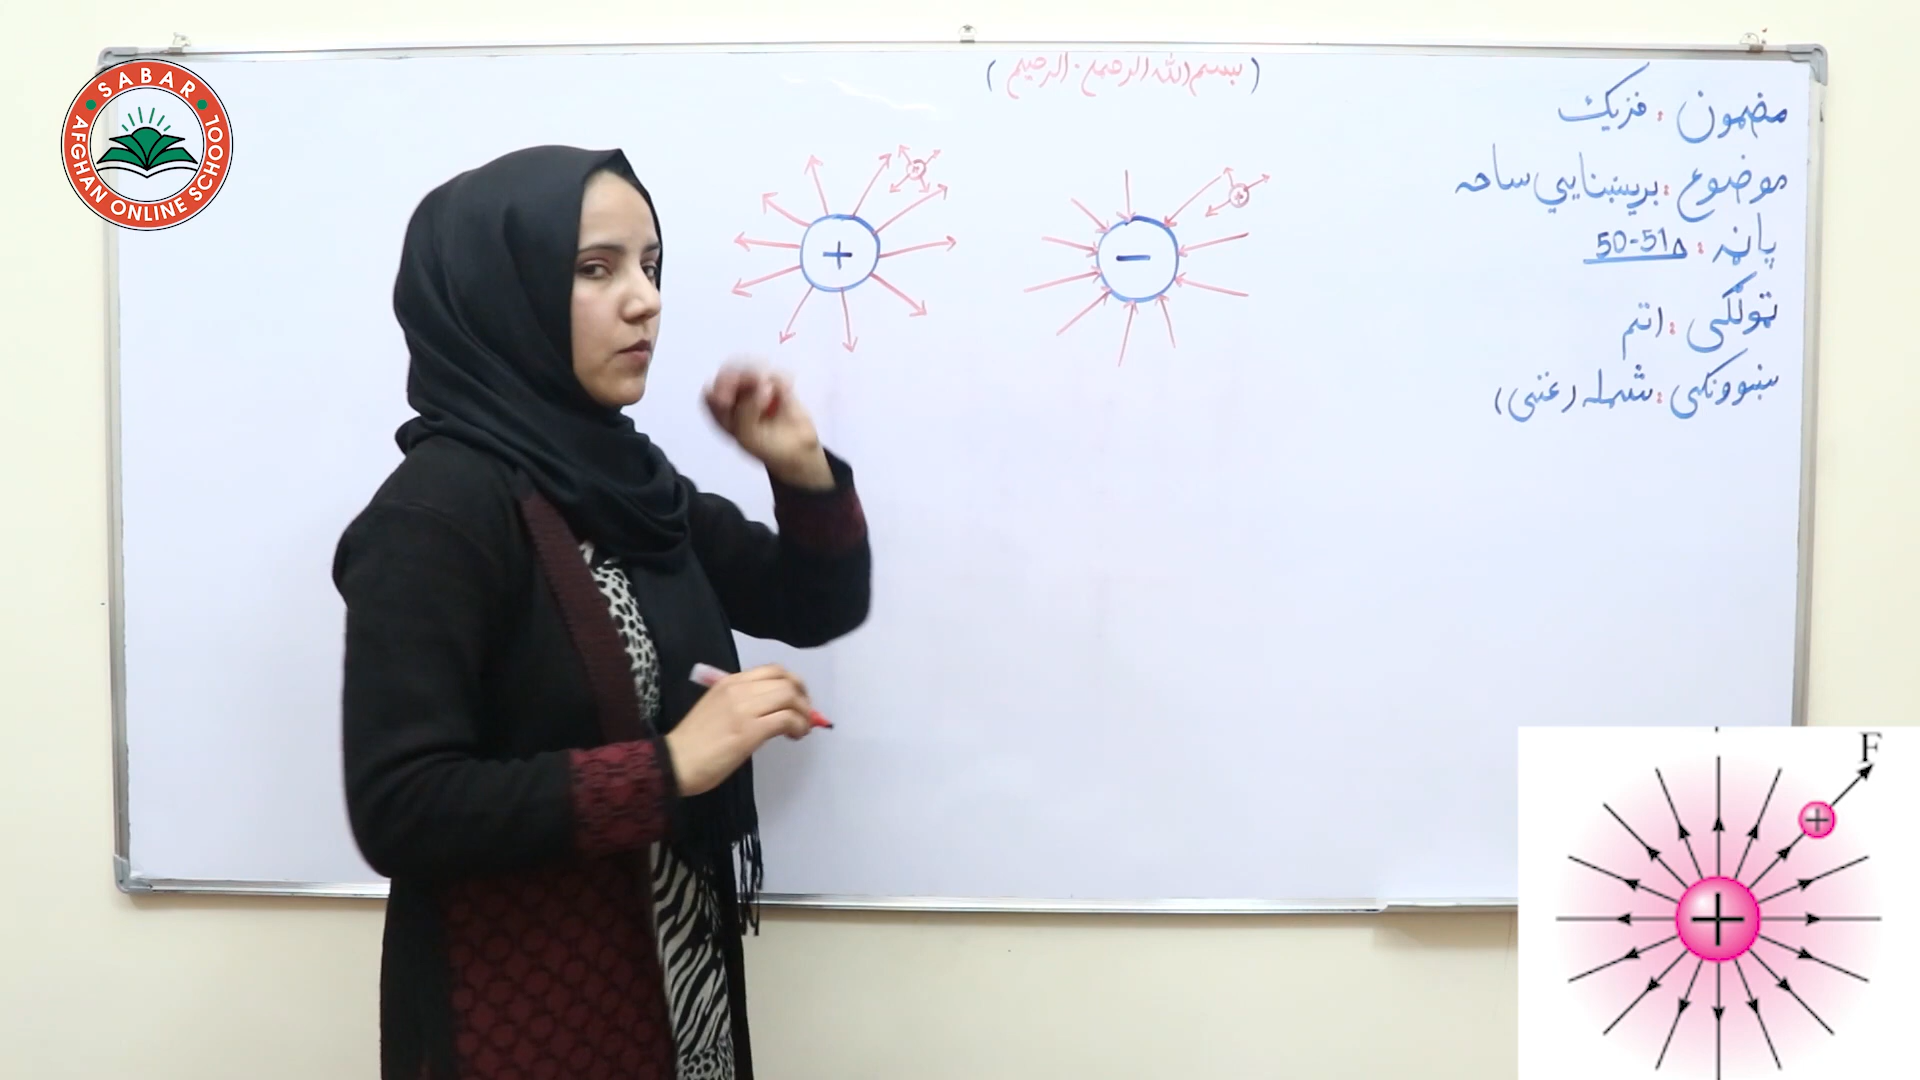 SABAR
AFGHAN ONLINE SCHOOL
(بسم الله الرحمن الرحیم)
مضمون : فزیک
موضوع : بریښنایي ساحه
پاڼه : 50-51
ټولګی : اتم
ښوونکې : شمله (غنی)
+
−
+
+
F
+
+